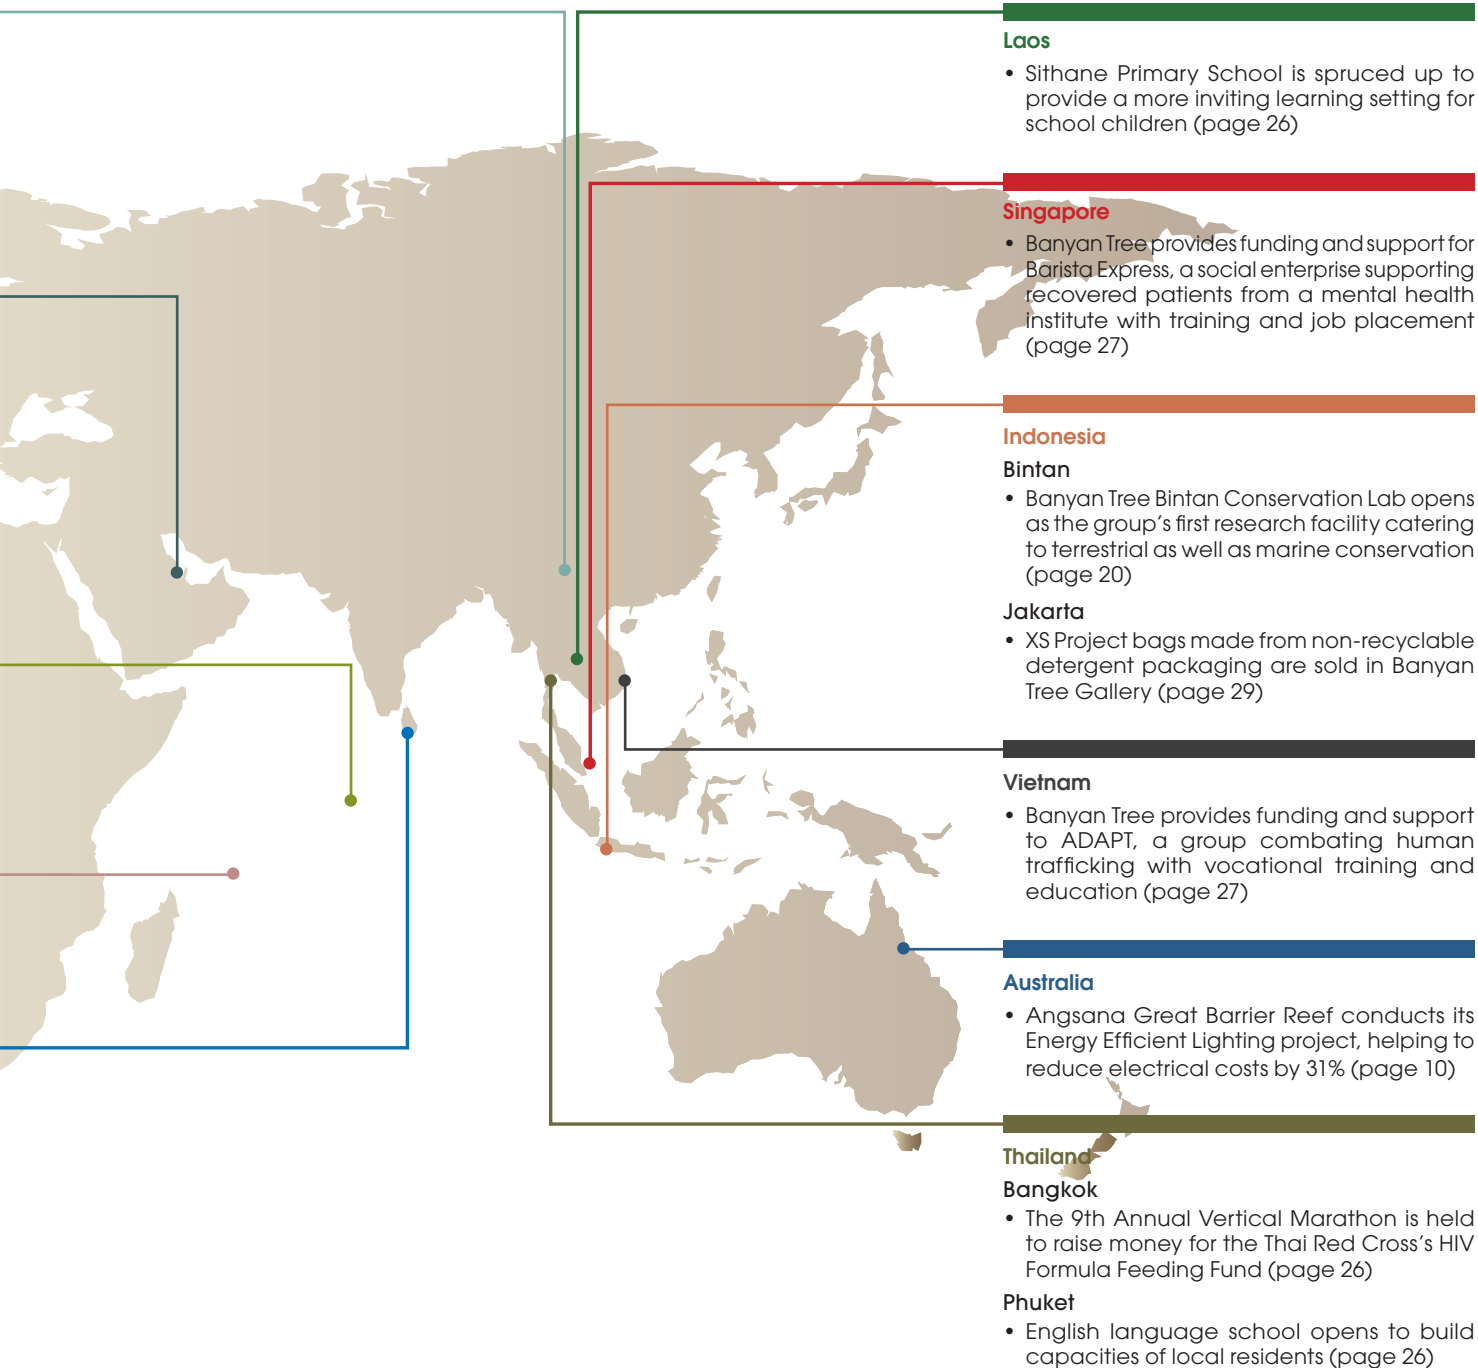 Laos
• Sithane Primary School is spruced up to
provide a more inviting learning setting for
school children (page 26)
Singapore
• Banyan Tree provides funding and support for
Barista Express, a social enterprise supporting
recovered patients from a mental health
institute with training and job placement
(page 27)
Indonesia
Bintan
• Banyan Tree Bintan Conservation Lab opens
as the group's first research facility catering
to terrestrial as well as marine conservation
(page 20)
Jakarta
• XS Project bags made from non-recyclable
detergent packaging are sold in Banyan
Tree Gallery (page 29)
Vietnam
• Banyan Tree provides funding and support
to ADAPT, a group combating human
trafficking with vocational training and
education (page 27)
Australia
• Angsana Great Barrier Reef conducts its
Energy Efficient Lighting project, helping to
reduce electrical costs by 31% (page 10)
Thailand
Bangkok
• The 9th Annual Vertical Marathon is held
to raise money for the Thai Red Cross's HIV
Formula Feeding Fund (page 26)
Phuket
• English language school opens to build
capacities of local residents (page 26)